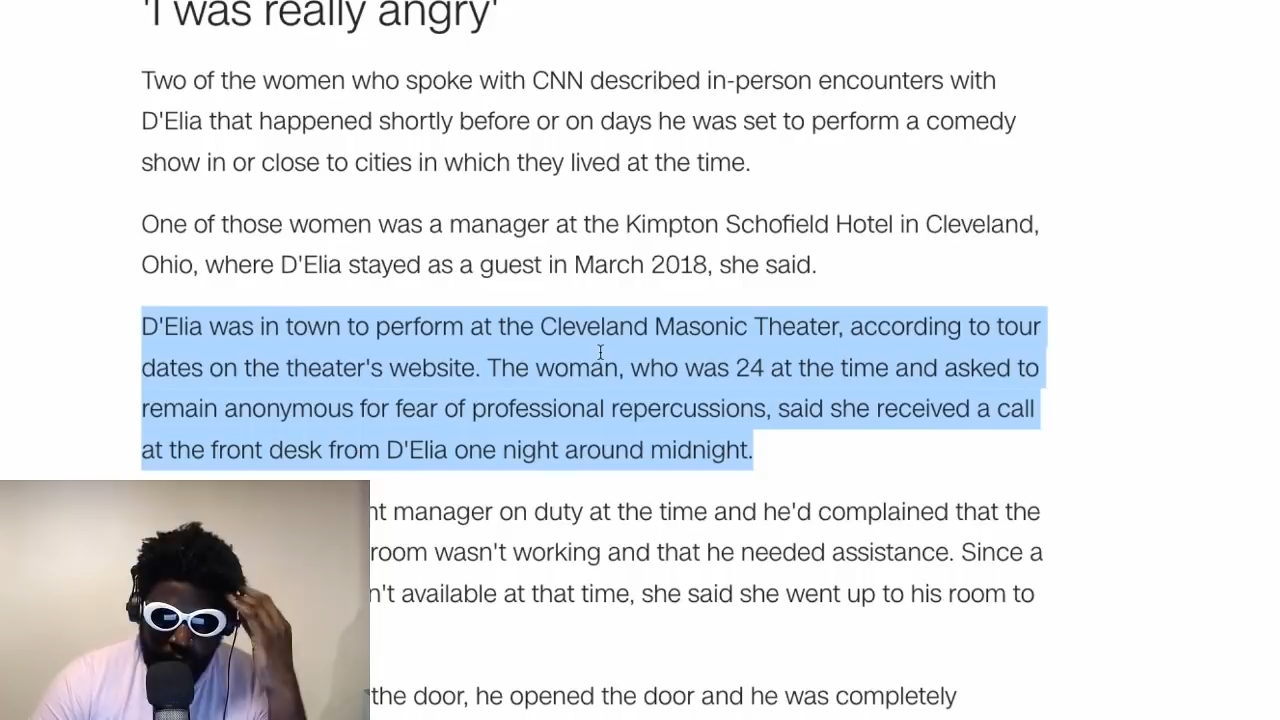 'I was really angry'
Two of the women who spoke with CNN described in-person encounters with
D'Elia that happened shortly before or on days he was set to perform a comedy
show in or close to cities in which they lived at the time.
One of those women was a manager at the Kimpton Schofield Hotel in Cleveland,
Ohio, where D'Elia stayed as a guest in March 2018, she said.
D'Elia was in town to perform at the Cleveland Masonic Theater, according to tour
dates on the theater's website. The woman, who was 24 at the time and asked to
remain anonymous for fear of professional repercussions, said she received a call
at the front desk from D'Elia one night around midnight.
manager on duty at the time and he'd complained that the
room wasn't working and that he needed assistance. Since a
available at that time, she said she went up to his room to
the door, he opened the door and he was completely